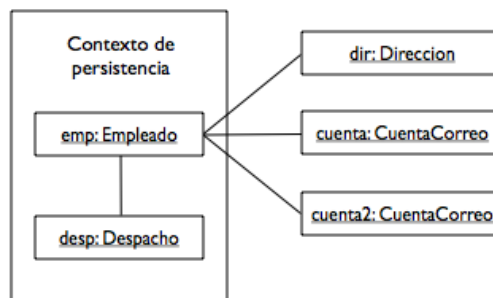 Contexto de
persistencia
emp: Empleado
desp: Despacho
dir: Direccion
cuenta: CuentaCorreo
cuenta2: CuentaCorreo